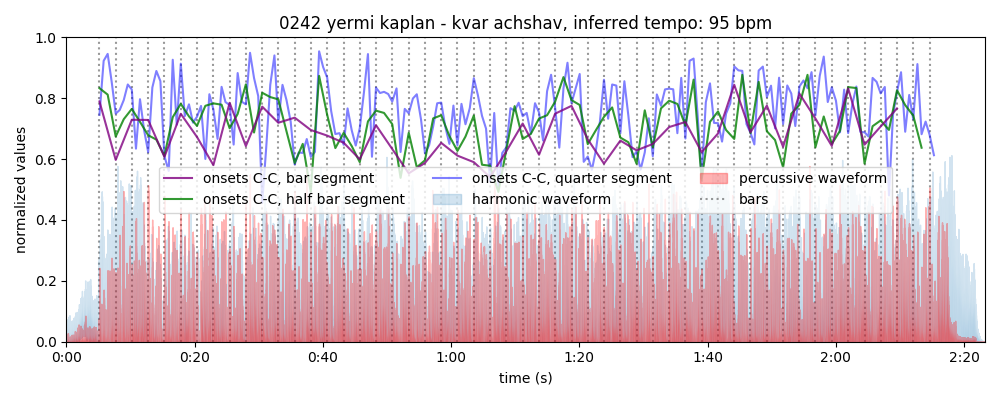 0242 yermi kaplan - kvar achshav, inferred tempo: 95 bpm
normalized values
1.0
0.8
0.6
0.4
0.2
0.0
onsets C-C, bar segment
onsets C-C, half bar segment
onsets C-C, quarter segment
harmonic waveform
percussive waveform
bars
0:00 0:20 0:40 1:00 1:20 1:40 2:00 2:20
time (s)